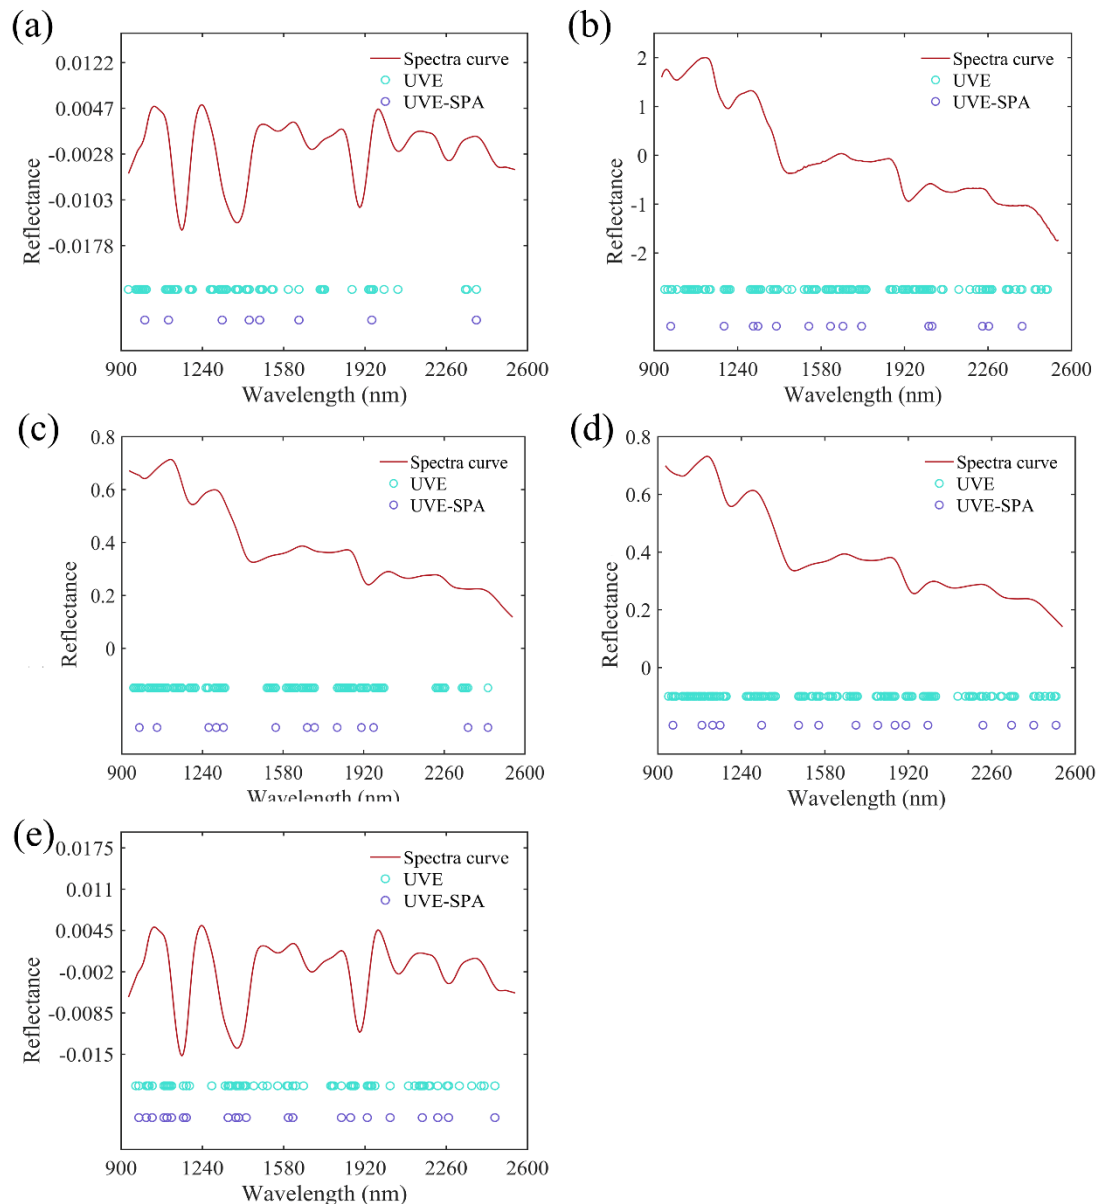 (a)
0.0122
0.0047
-0.0028
-0.0103
-0.0178
Reflectance
Spectra curve
UVE
UVE-SPA
900 1240 1580 1920 2260 2600
Wavelength (nm)
(b)
2
1
0
-1
-2
Reflectance
Spectra curve
UVE
UVE-SPA
900 1240 1580 1920 2260 2600
Wavelength (nm)
(c)
0.8
0.6
0.4
0.2
0
Reflectance
Spectra curve
UVE
UVE-SPA
900 1240 1580 1920 2260 2600
Wavelength (nm)
(d)
0.8
0.6
0.4
0.2
0
Reflectance
Spectra curve
UVE
UVE-SPA
900 1240 1580 1920 2260 2600
Wavelength (nm)
(e)
0.0175
0.011
0.0045
-0.002
-0.0085
-0.015
Reflectance
Spectra curve
UVE
UVE-SPA
900 1240 1580 1920 2260 2600
Wavelength (nm)